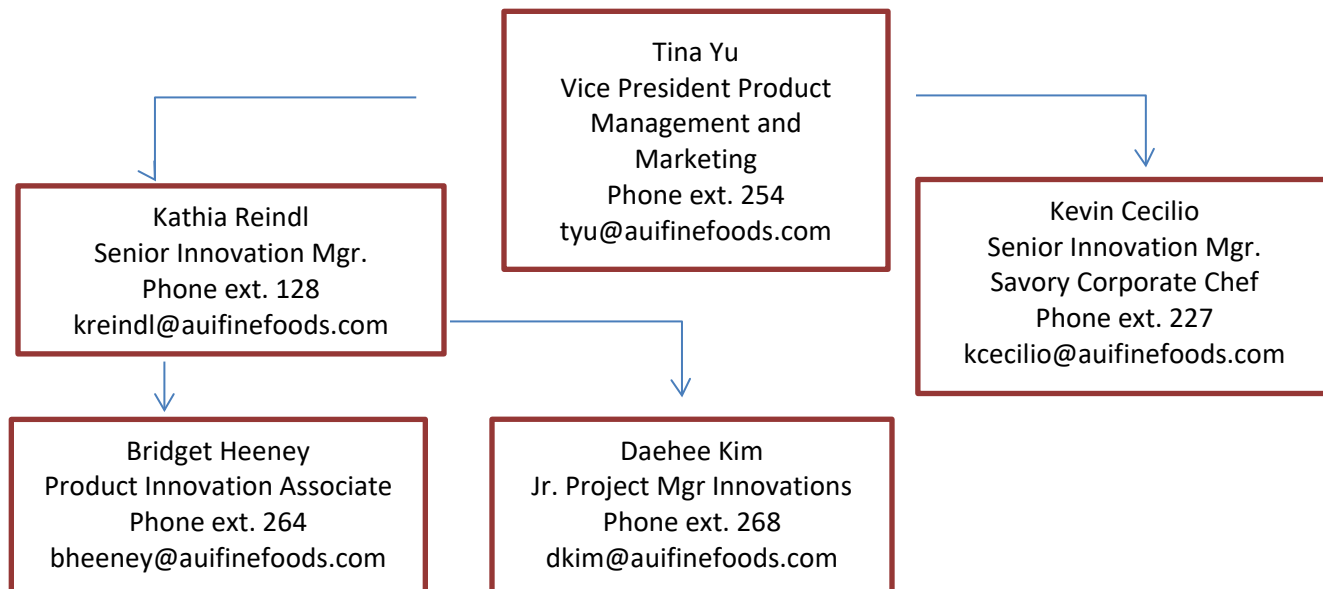 Tina Yu
Vice President Product
Management and
Marketing
Phone ext. 254
tyu@auifinefoods.com
Kathia Reindl
Senior Innovation Mgr.
Phone ext. 128
kreindl@auifinefoods.com
Kevin Cecilio
Senior Innovation Mgr.
Savory Corporate Chef
Phone ext. 227
kcecilio@auifinefoods.com
Bridget Heeney
Product Innovation Associate
Phone ext. 264
bheeney@auifinefoods.com
Daehee Kim
Jr. Project Mgr Innovations
Phone ext. 268
dkim@auifinefoods.com